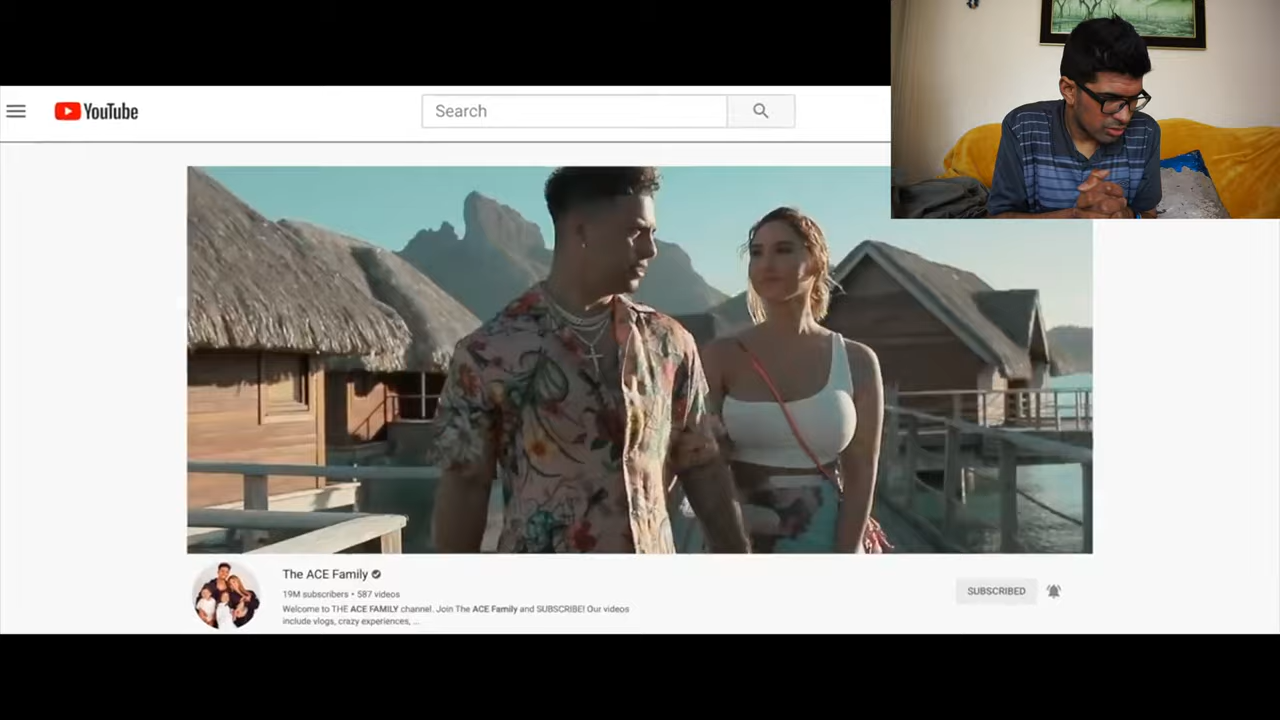 YouTube
Search
The ACE Family
19M subscribers • 587 videos
Welcome to THE ACE FAMILY channel. Join The ACE Family and SUBSCRIBE! Our videos
include vlogs, crazy experiences, ...
SUBSCRIBED